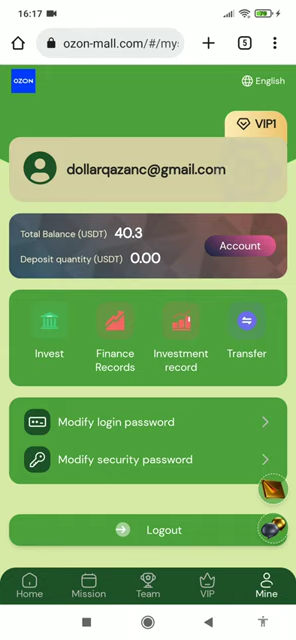 16:17
ozon-mall.com/#/my
5
OZON
English
VIP1
dollarqazanc@gmail.com
Total Balance (USDT) 40.3
Deposit quantity (USDT) 0.00
Account
Invest
Finance Records
Investment record
Transfer
Modify login password
Modify security password
Logout
Home
Mission
Team
VIP
Mine